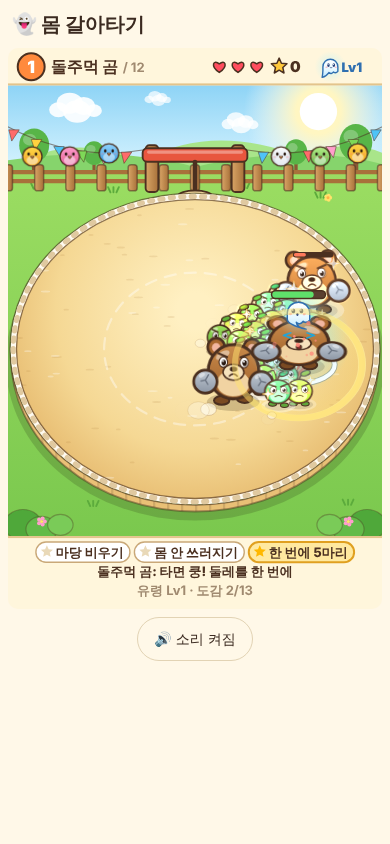 👻 몸 갈아타기
1 돌주먹 곰 / 12 0 Lv1
마당 비우기 몸 안 쓰러지기 한 번에 5마리
돌주먹 곰: 타면 쿵! 둘레를 한 번에
유령 Lv1 · 도감 2/13
🔊 소리 켜짐